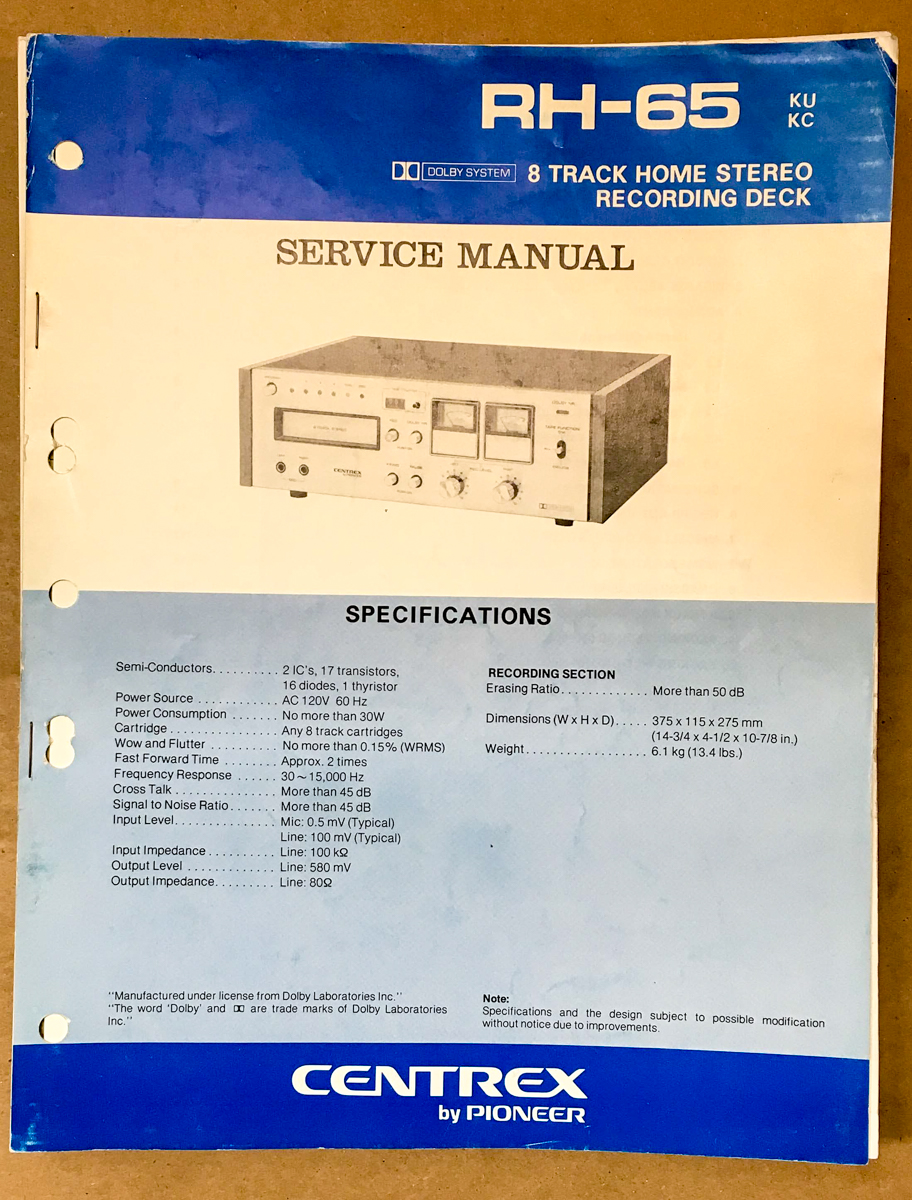 RH-65 KU
KC
DOLBY SYSTEM 8 TRACK HOME STEREO
RECORDING DECK
SERVICE MANUAL
CENTREX
SPECIFICATIONS
Semi-Conductors.......... 2 IC's, 17 transistors,
16 diodes, 1 thyristor
Power Source ............ AC 120V 60 Hz
Power Consumption ....... No more than 30W
Cartridge ................ Any 8 track cartridges
Wow and Flutter .......... No more than 0.15% (WRMS)
Fast Forward Time ........ Approx. 2 times
Frequency Response ...... 30～15,000 Hz
Cross Talk ............... More than 45 dB
Signal to Noise Ratio....... More than 45 dB
Input Level............... Mic: 0.5 mV (Typical)
Line: 100 mV (Typical)
Input Impedance .......... Line: 100 kΩ
Output Level ............. Line: 580 mV
Output Impedance......... Line: 80Ω
RECORDING SECTION
Erasing Ratio............. More than 50 dB
Dimensions (W x H x D)..... 375 x 115 x 275 mm
(14-3/4 x 4-1/2 x 10-7/8 in.)
Weight.................. 6.1 kg (13.4 lbs.)
"Manufactured under license from Dolby Laboratories Inc."
"The word 'Dolby' and are trade marks of Dolby Laboratories
Inc."
Note:
Specifications and the design subject to possible modification
without notice due to improvements.
CENTREX
by PIONEER